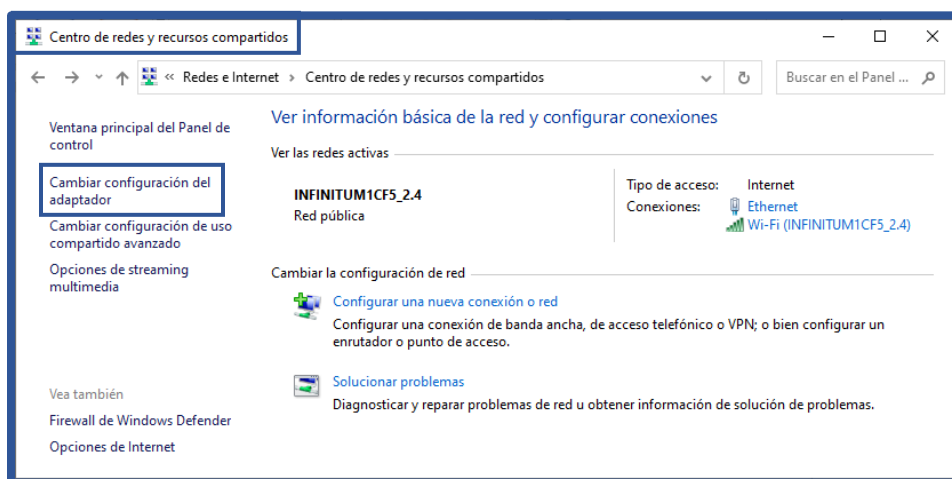 Centro de redes y recursos compartidos
« Redes e Internet > Centro de redes y recursos compartidos
Buscar en el Panel ...
Ventana principal del Panel de
control
Cambiar configuración del
adaptador
Cambiar configuración de uso
compartido avanzado
Opciones de streaming
multimedia
Vea también
Firewall de Windows Defender
Opciones de Internet
Ver información básica de la red y configurar conexiones
Ver las redes activas
INFINITUM1CF5_2.4
Red pública
Tipo de acceso: Internet
Conexiones: Ethernet
Wi-Fi (INFINITUM1CF5_2.4)
Cambiar la configuración de red
Configurar una nueva conexión o red
Configurar una conexión de banda ancha, de acceso telefónico o VPN; o bien configurar un
enrutador o punto de acceso.
Solucionar problemas
Diagnosticar y reparar problemas de red u obtener información de solución de problemas.